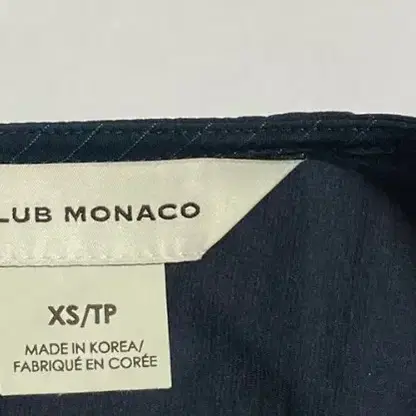 LUB MONACO
XS/TP
MADE IN KOREA/
FABRIQUÉ EN CORÉE